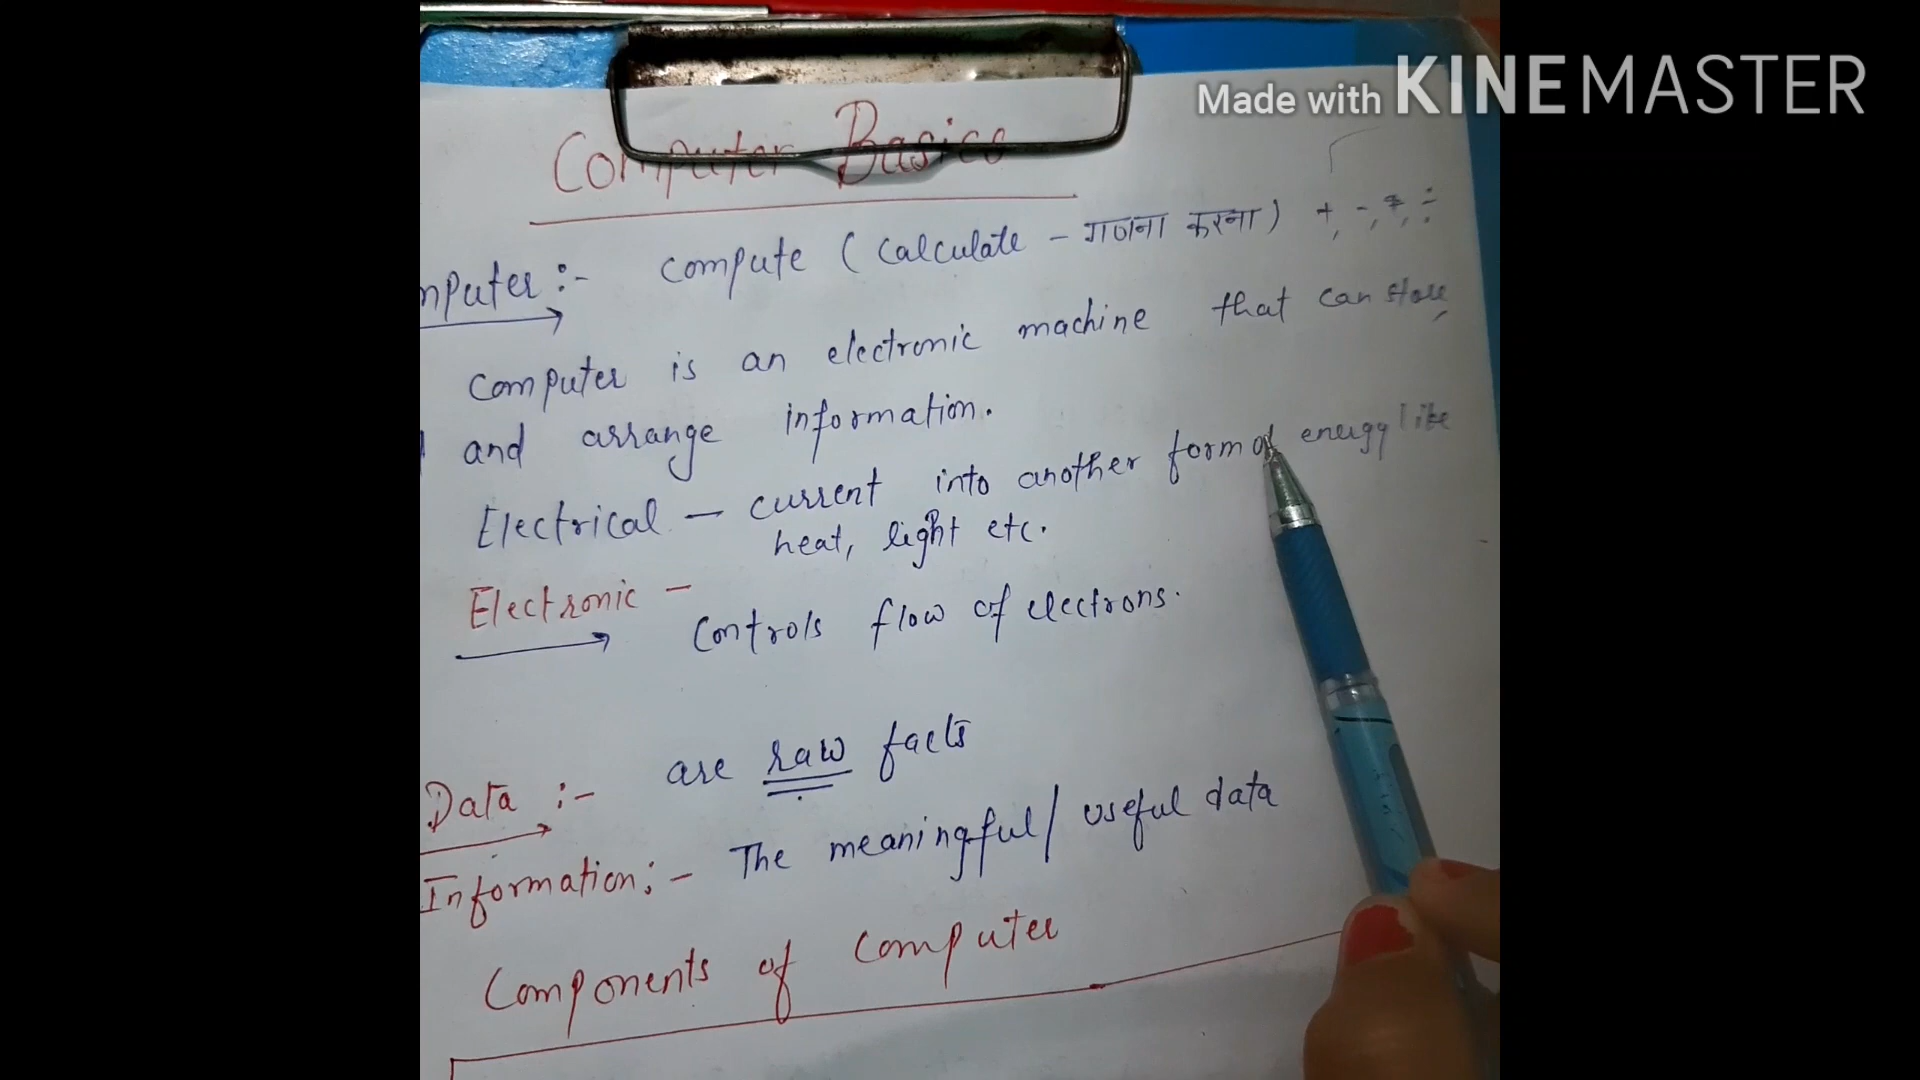 Made with KINEMASTER
Computer Basics
mputer :- compute (calculate - गणना करना) +, -, *, ÷
Computer is an electronic machine that can store,
and arrange information.
Electrical - current into another form of energy like
heat, light etc.
Electronic -
controls flow of electrons.
Data :- are raw facts
Information :- The meaningful/ useful data
Components of Computer